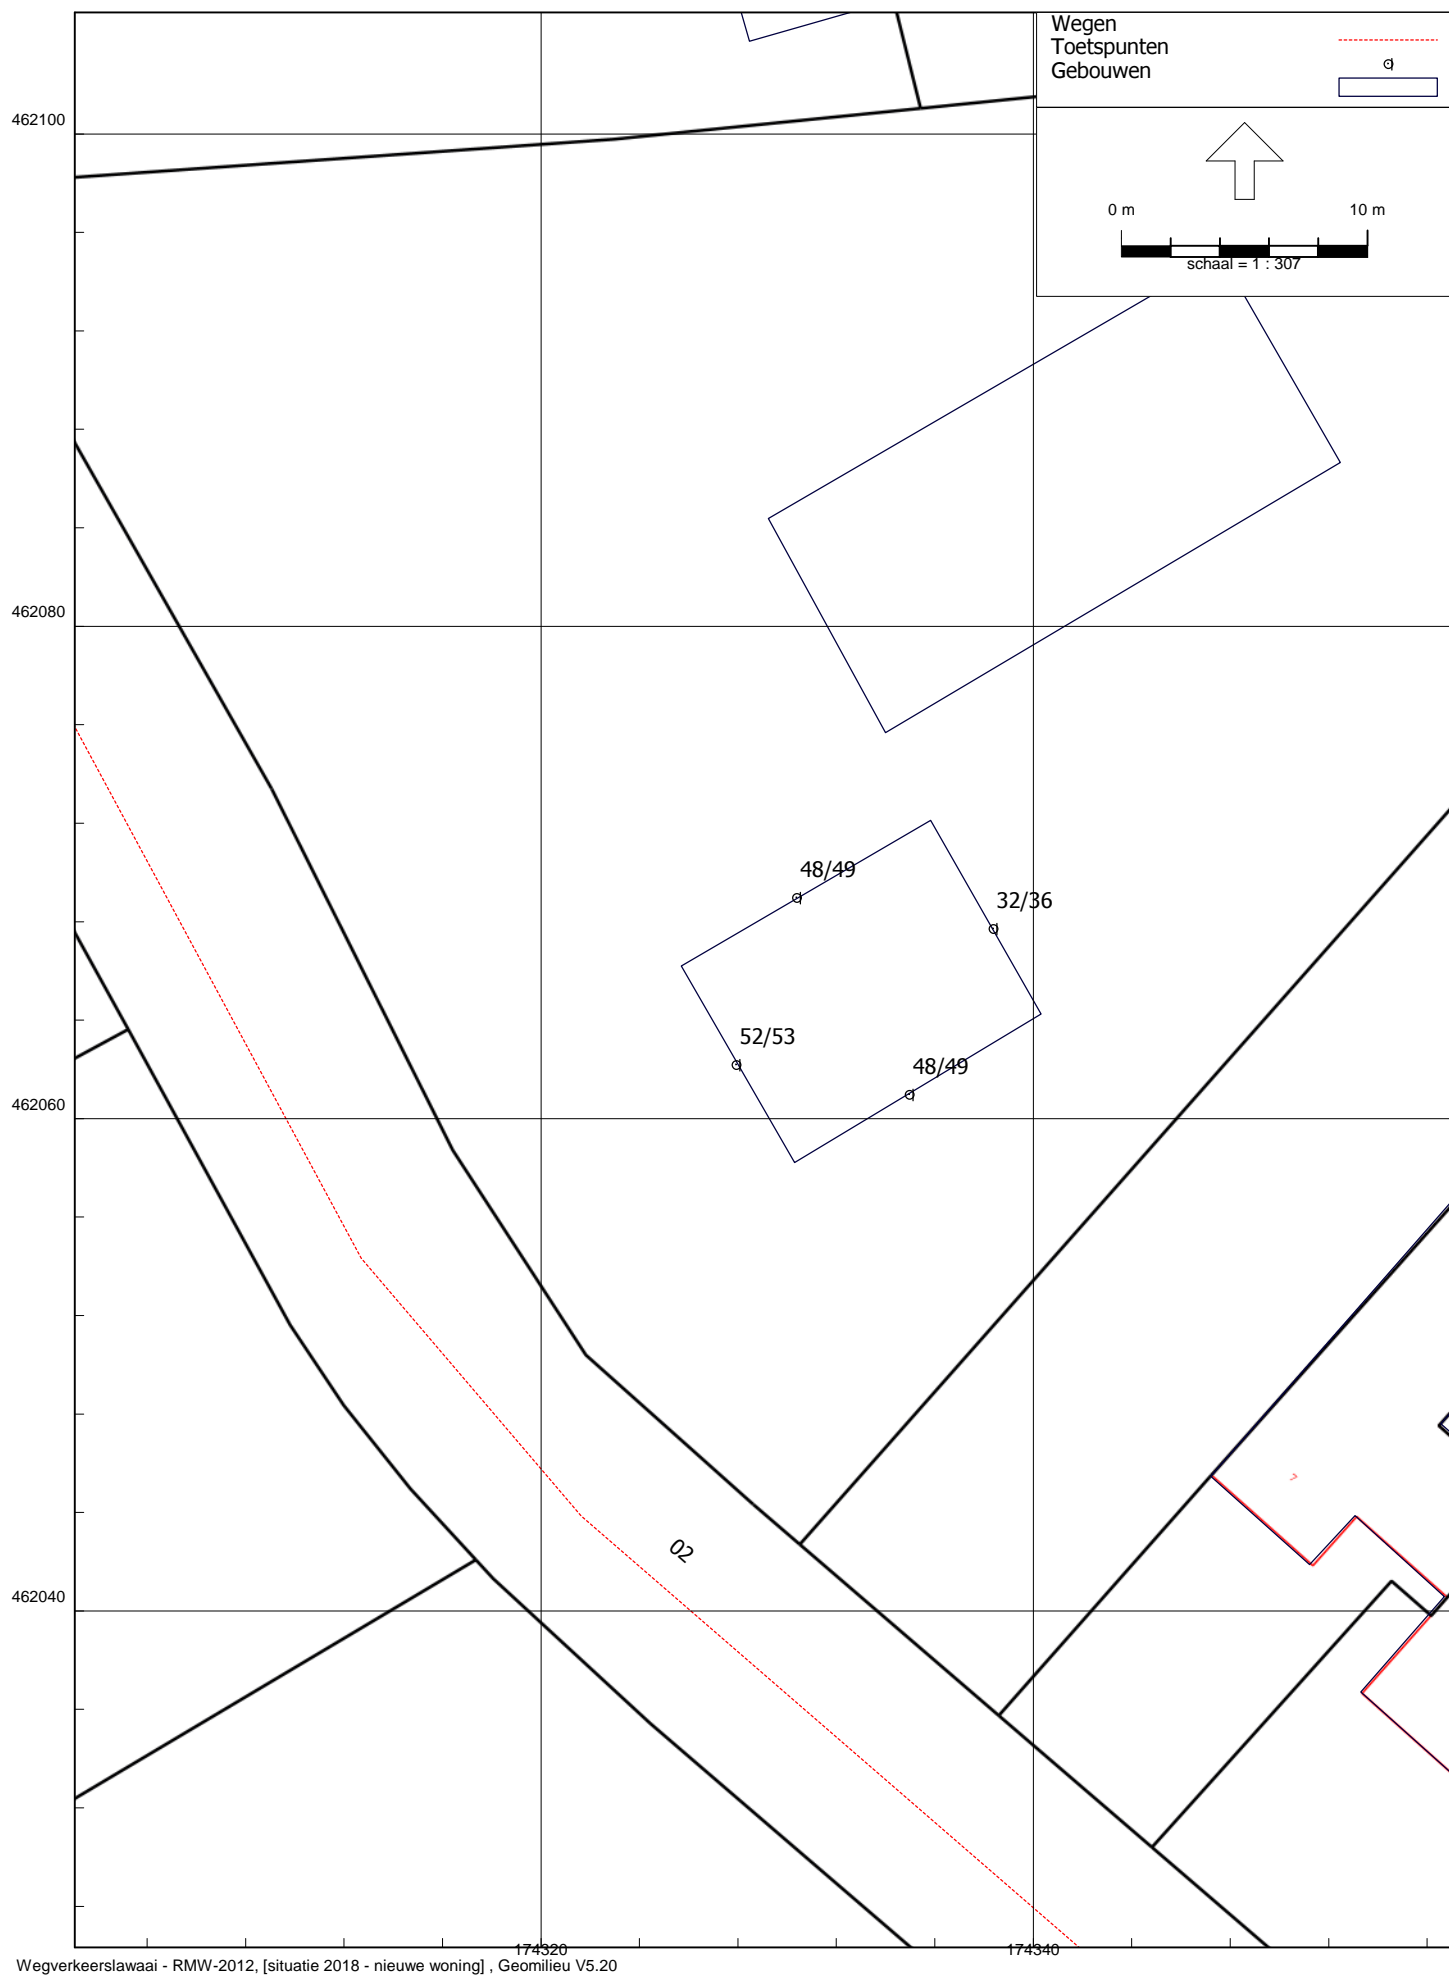 Wegen
Toetspunten
Gebouwen
462100
0 m 10 m
schaal = 1 : 307
462080
48/49
32/36
52/53
48/49
462060
7
02
462040
174320 174340
Wegverkeerslawaai - RMW-2012, [situatie 2018 - nieuwe woning] , Geomilieu V5.20